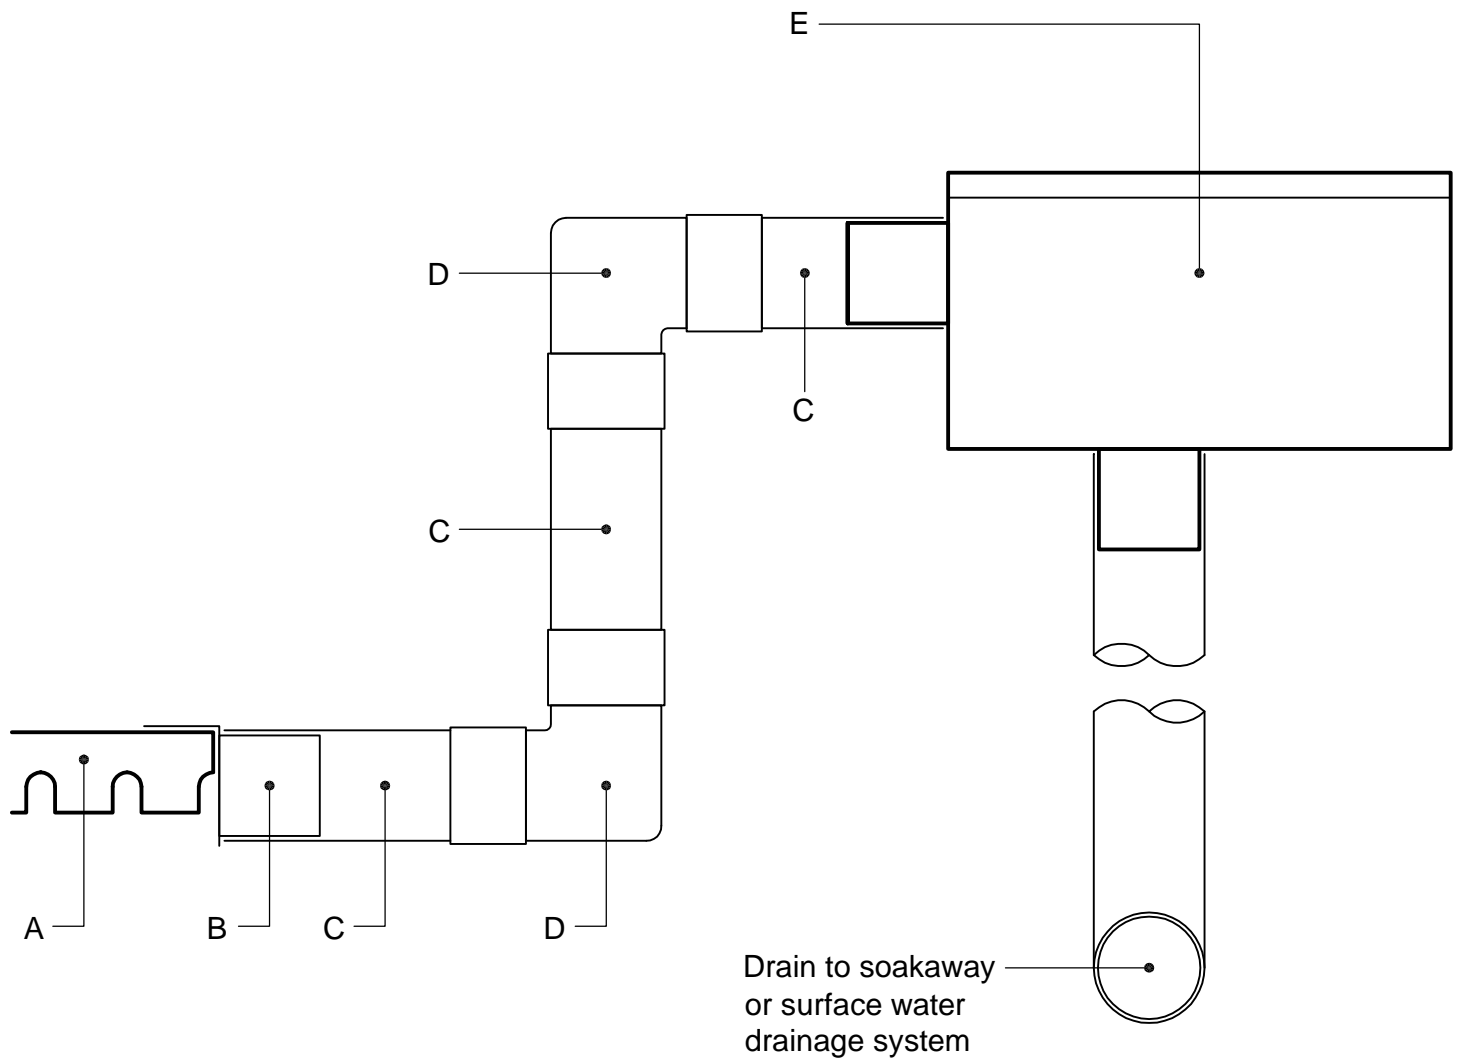 E
D
C
C
A
B
C
D
Drain to soakaway
or surface water
drainage system